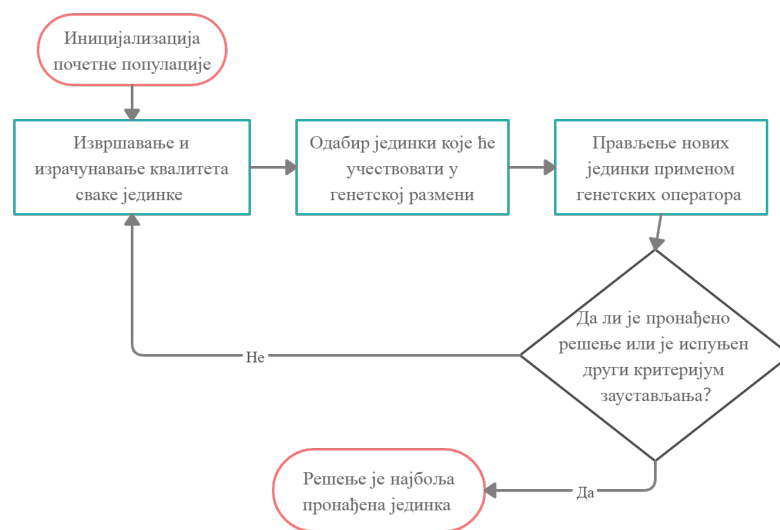 Иницијализација
почетне популације
Извршавање и
израчунавање квалитета
сваке јединке
Одабир јединки које ће
учествовати у
генетској размени
Прављење нових
јединки применом
генетских оператора
Да ли је пронађено
решење или је испуњен
други критеријум
заустављања?
Не
Да
Решење је најбоља
пронађена јединка